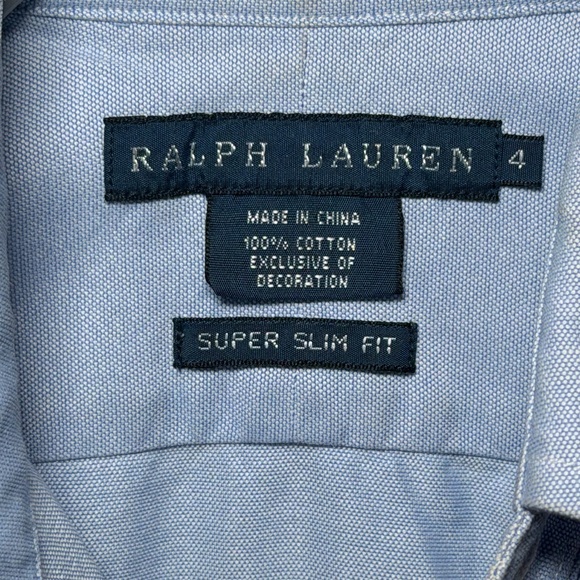 RALPH LAUREN 4
MADE IN CHINA
100% COTTON
EXCLUSIVE OF
DECORATION
SUPER SLIM FIT